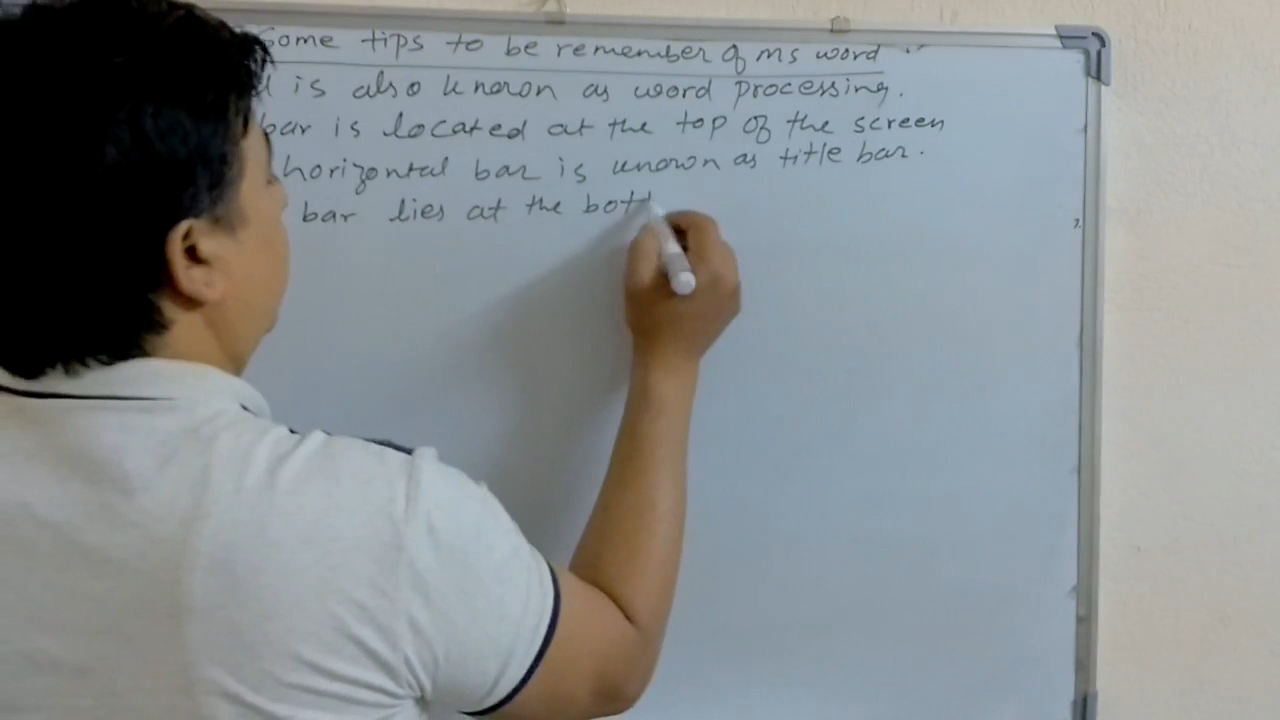 Some tips to be remember of ms word
is also known as word processing.
bar is located at the top of the screen
horizontal bar is known as title bar.
bar lies at the bott